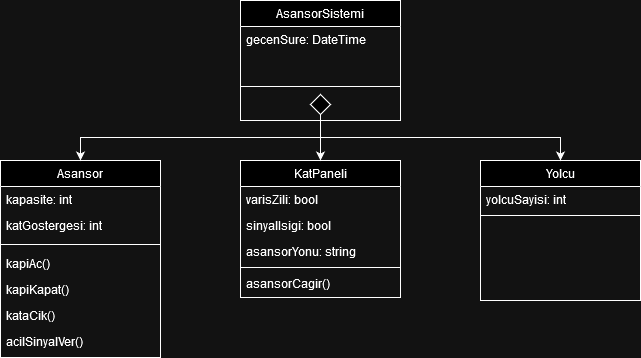 AsansorSistemi
gecenSure: DateTime
Asansor
kapasite: int
katGostergesi: int
kapiAc()
kapiKapat()
kataCik()
acilSinyalVer()
KatPaneli
varisZili: bool
sinyalIsigi: bool
asansorYonu: string
asansorCagir()
Yolcu
yolcuSayisi: int